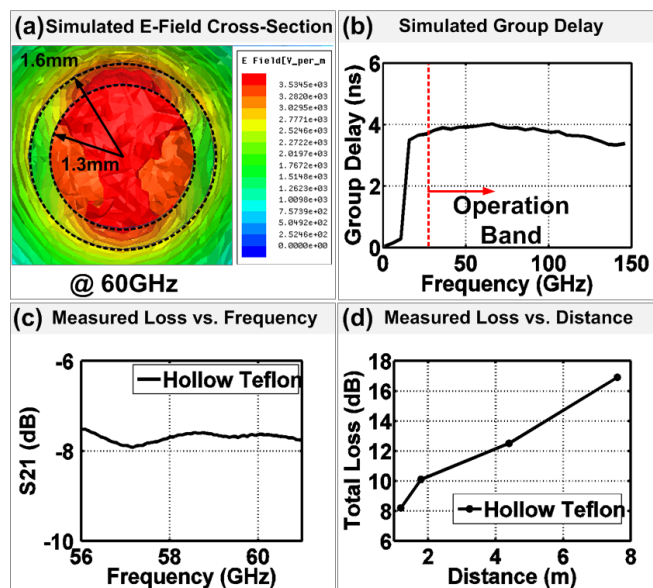 (a) Simulated E-Field Cross-Section
1.6mm
1.3mm
E Field[V_per_m
3.5345e+03
3.2820e+03
3.0295e+03
2.7771e+03
2.5246e+03
2.2722e+03
2.0197e+03
1.7672e+03
1.5148e+03
1.2623e+03
1.0098e+03
7.5739e+02
5.0492e+02
2.5246e+02
0.0000e+00
@ 60GHz
(b) Simulated Group Delay
Group Delay (ns)
6
4
2
0
Operation
Band
0 50 100 150
Frequency (GHz)
(c) Measured Loss vs. Frequency
S21 (dB)
-6
-8
-10
Hollow Teflon
56 58 60
Frequency (GHz)
(d) Measured Loss vs. Distance
Total Loss (dB)
18
16
14
12
10
8
6
Hollow Teflon
2 4 6 8
Distance (m)